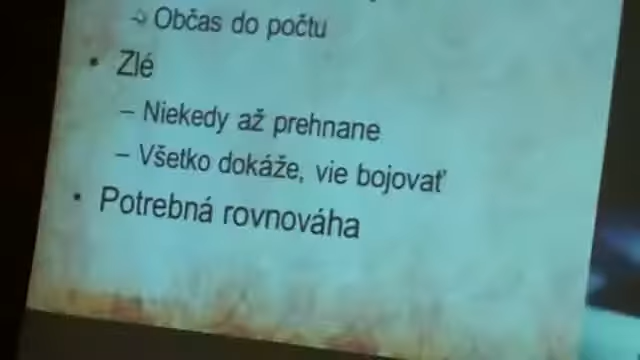 ➩ Občas do počtu
• Zlé
– Niekedy až prehnane
– Všetko dokáže, vie bojovať
• Potrebná rovnováha